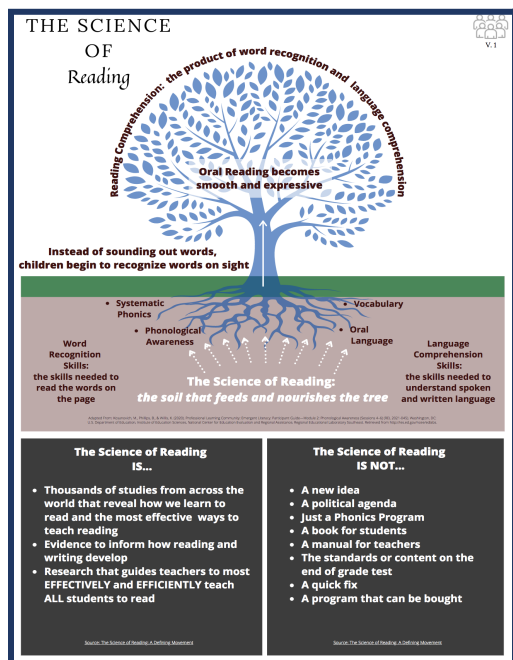 THE SCIENCE
OF
Reading
V. 1
Reading Comprehension: the product of word recognition and language comprehension
Oral Reading becomes
smooth and expressive
Instead of sounding out words,
children begin to recognize words on sight
• Systematic
Phonics
• Phonological
Awareness
• Vocabulary
• Oral
Language
Word
Recognition
Skills:
the skills needed to
read the words on
the page
Language
Comprehension
Skills:
the skills needed to
understand spoken
and written language
The Science of Reading:
the soil that feeds and nourishes the tree
The Science of Reading
IS...
• Thousands of studies from across the
world that reveal how we learn to
read and the most effective ways to
teach reading
• Evidence to inform how reading and
writing develop
• Research that guides teachers to most
EFFECTIVELY and EFFICIENTLY teach
ALL students to read
Source: The Science of Reading: A Defining Movement
The Science of Reading
IS NOT...
• A new idea
• A political agenda
• Just a Phonics Program
• A book for students
• A manual for teachers
• The standards or content on the
end of grade test
• A quick fix
• A program that can be bought
Source: The Science of Reading: A Defining Movement